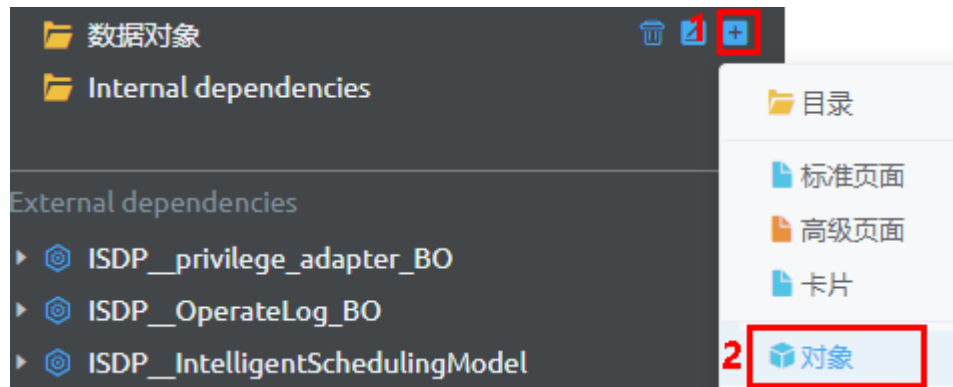 数据对象
1
Internal dependencies
目录
标准页面
External dependencies
高级页面
ISDP__privilege_adapter_BO
卡片
ISDP__OperateLog_BO
ISDP__IntelligentSchedulingModel
2
对象